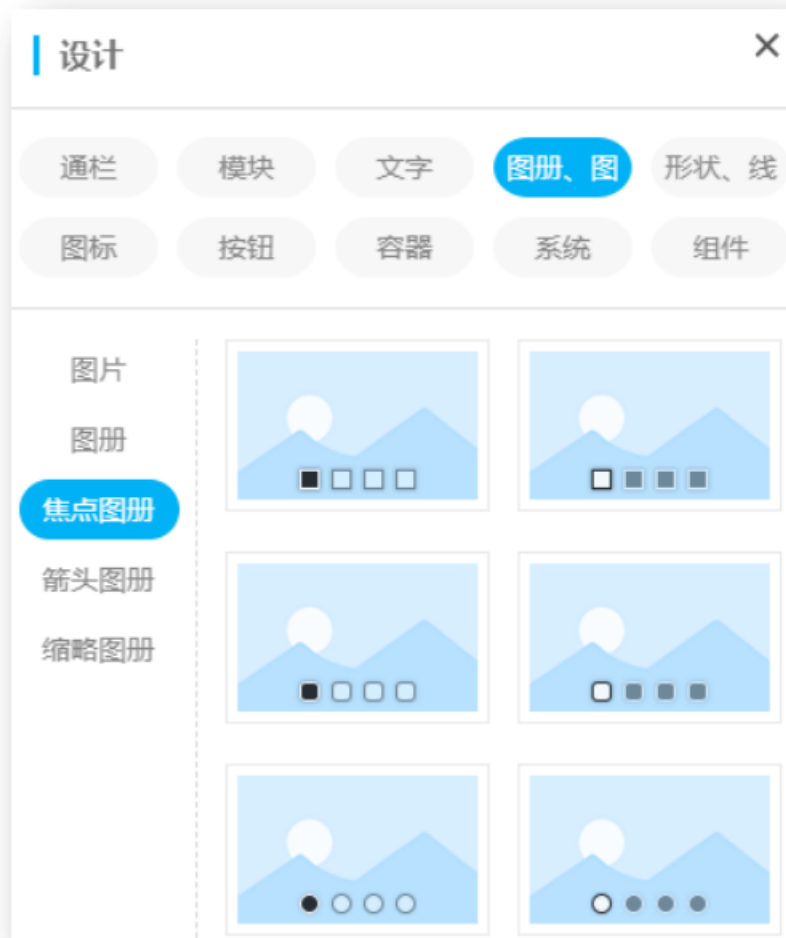 设计
通栏 模块 文字 图册、图 形状、线
图标 按钮 容器 系统 组件
图片
图册
焦点图册
箭头图册
缩略图册